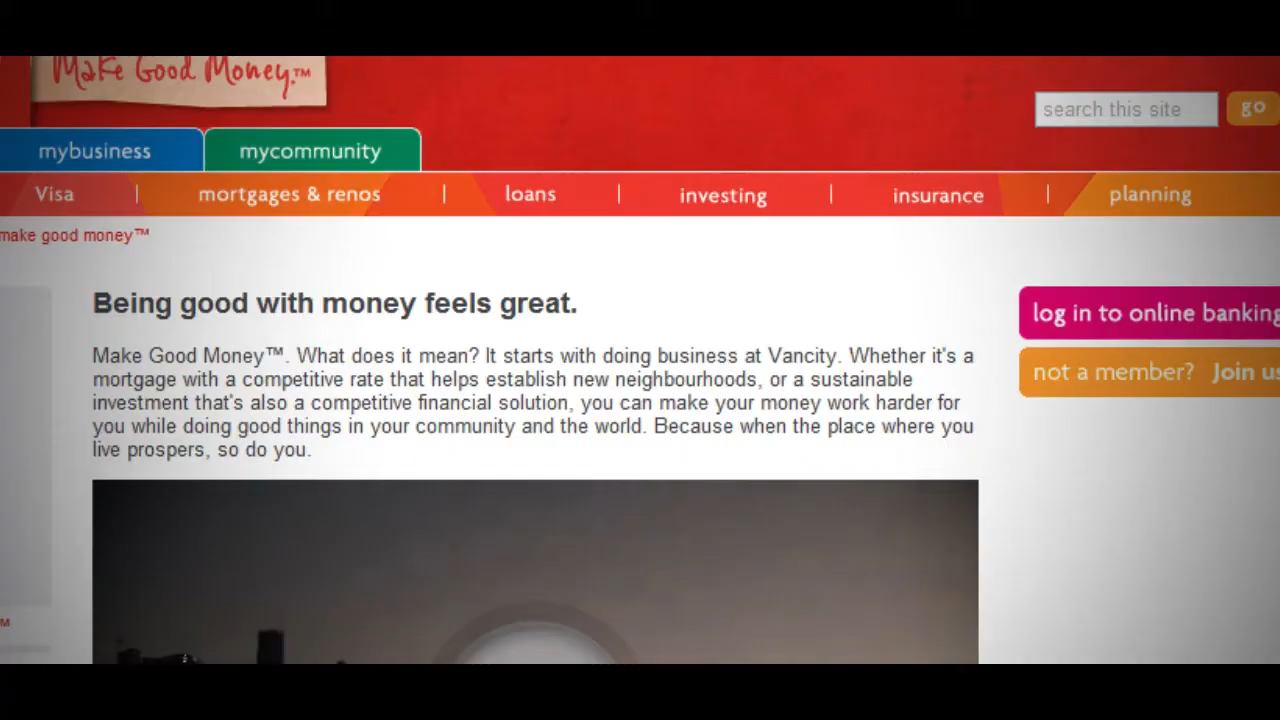 Make Good Money.™
search this site
go
mybusiness
mycommunity
Visa | mortgages & renos | loans | investing | insurance | planning
make good money™
Being good with money feels great.
log in to online banking
Make Good Money™. What does it mean? It starts with doing business at Vancity. Whether it's a
mortgage with a competitive rate that helps establish new neighbourhoods, or a sustainable
investment that's also a competitive financial solution, you can make your money work harder for
you while doing good things in your community and the world. Because when the place where you
live prospers, so do you.
not a member? Join us
™